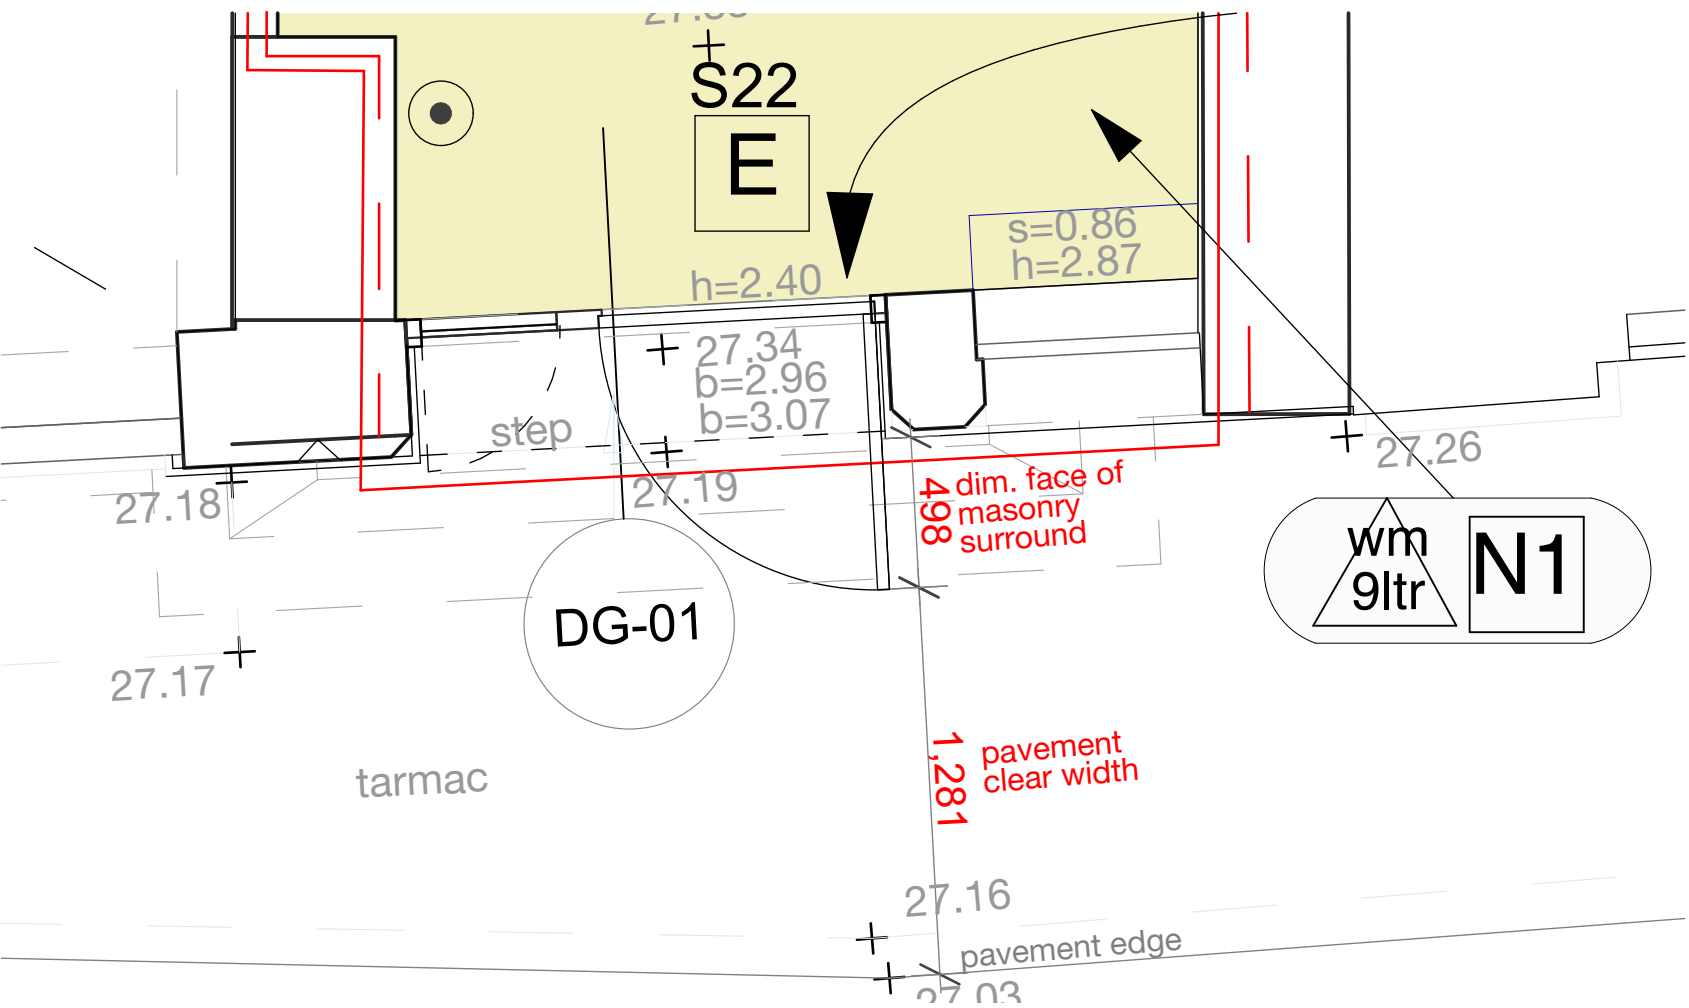 S22
E
s=0.86
h=2.87
h=2.40
27.34
b=2.96
b=3.07
step
27.26
27.18
27.19
498
dim. face of
masonry
surround
wm
9ltr
N1
DG-01
27.17
1,281
pavement
clear width
tarmac
27.16
pavement edge
27.03